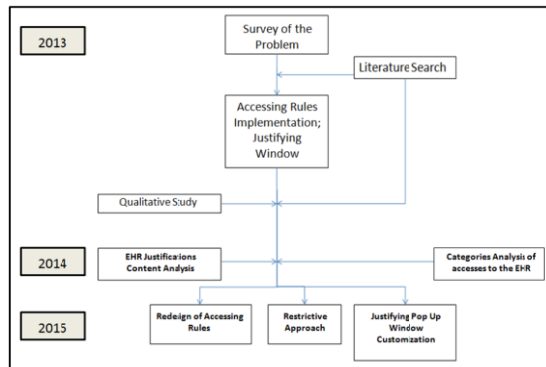 2013
Survey of the
Problem
Literature Search
Accessing Rules
Implementation;
Justifying
Window
Qualitative Study
2014
EHR Justifications
Content Analysis
Categories Analysis of
accesses to the EHR
2015
Redesign of Accessing
Rules
Restrictive
Approach
Justifying Pop Up
Window
Customization